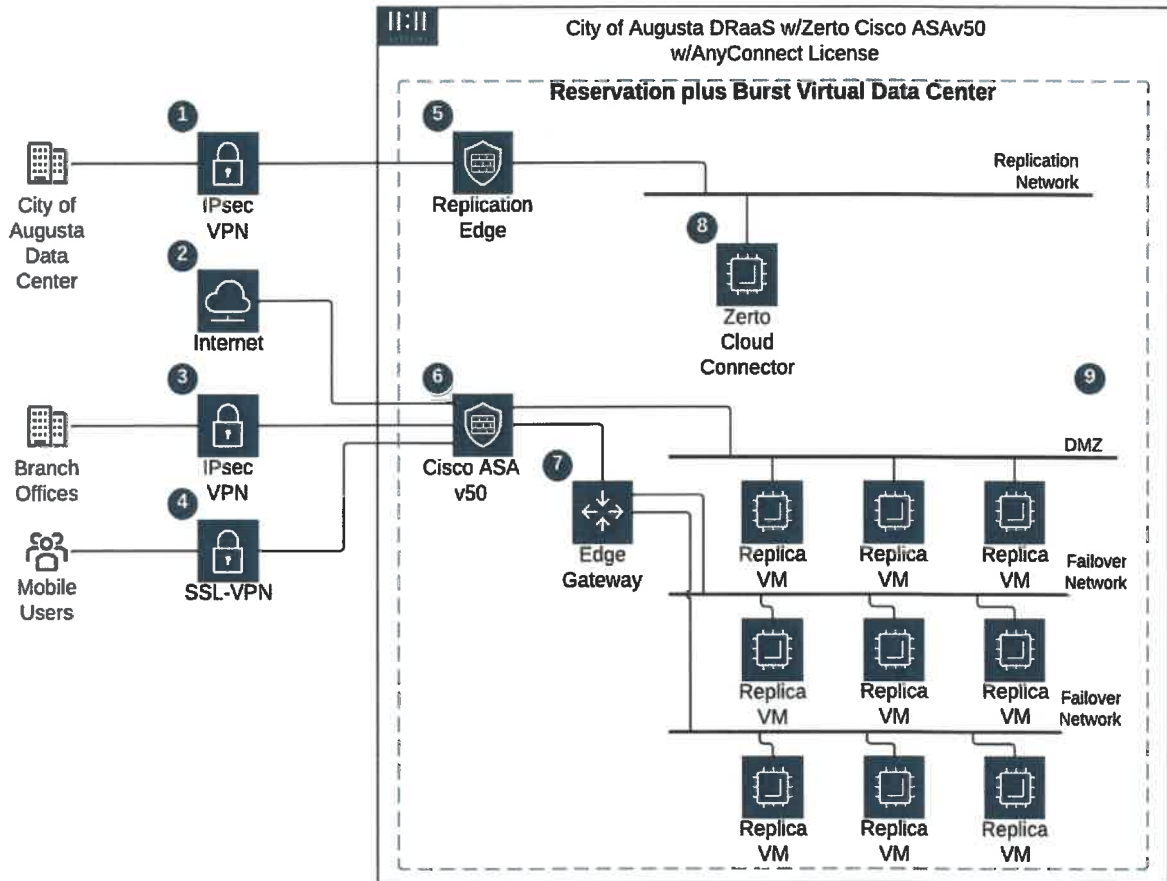 11:11
SYSTEMS
City of Augusta DRaaS w/Zerto Cisco ASAv50
w/AnyConnect License
Reservation plus Burst Virtual Data Center
1
5
City of
Augusta
Data
Center
IPsec
VPN
Replication
Edge
Replication
Network
2
Internet
8
Zerto
Cloud
Connector
3
6
9
Branch
Offices
IPsec
VPN
Cisco ASA
v50
7
DMZ
4
Mobile
Users
SSL-VPN
Edge
Gateway
Replica
VM
Replica
VM
Replica
VM
Failover
Network
Replica
VM
Replica
VM
Replica
VM
Failover
Network
Replica
VM
Replica
VM
Replica
VM